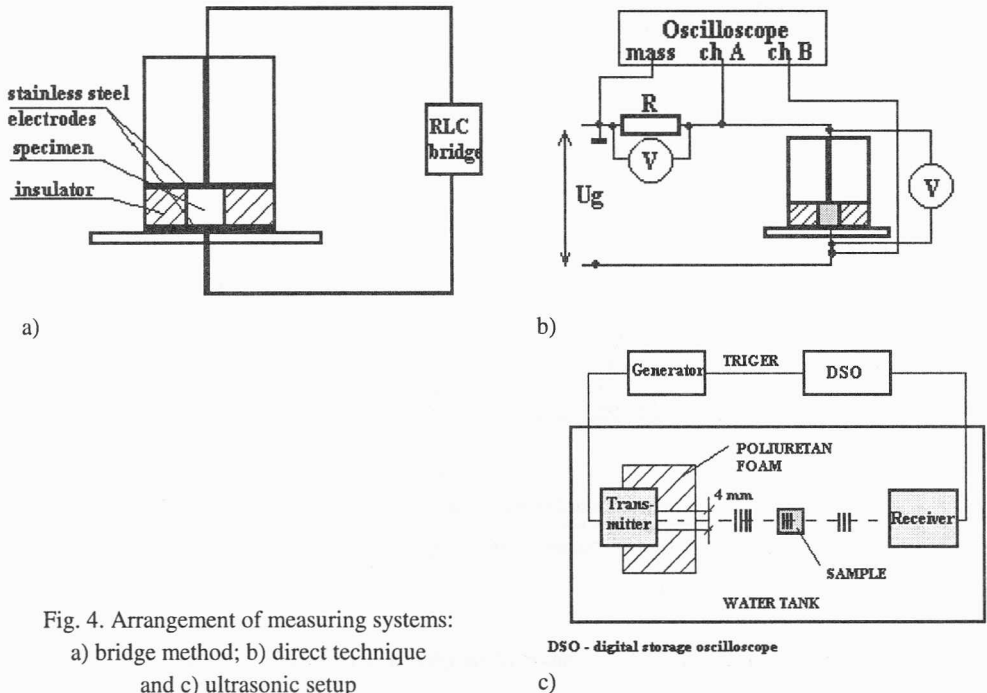 stainless steel
electrodes
specimen
insulator
RLC
bridge
a)
Oscilloscope
mass ch A ch B
R
V
Ug
V
b)
Generator
TRIGER
DSO
POLIURETAN
FOAM
4 mm
Trans-
mitter
Receiver
SAMPLE
WATER TANK
DSO - digital storage oscilloscope
c)
Fig. 4. Arrangement of measuring systems:
a) bridge method; b) direct technique
and c) ultrasonic setup